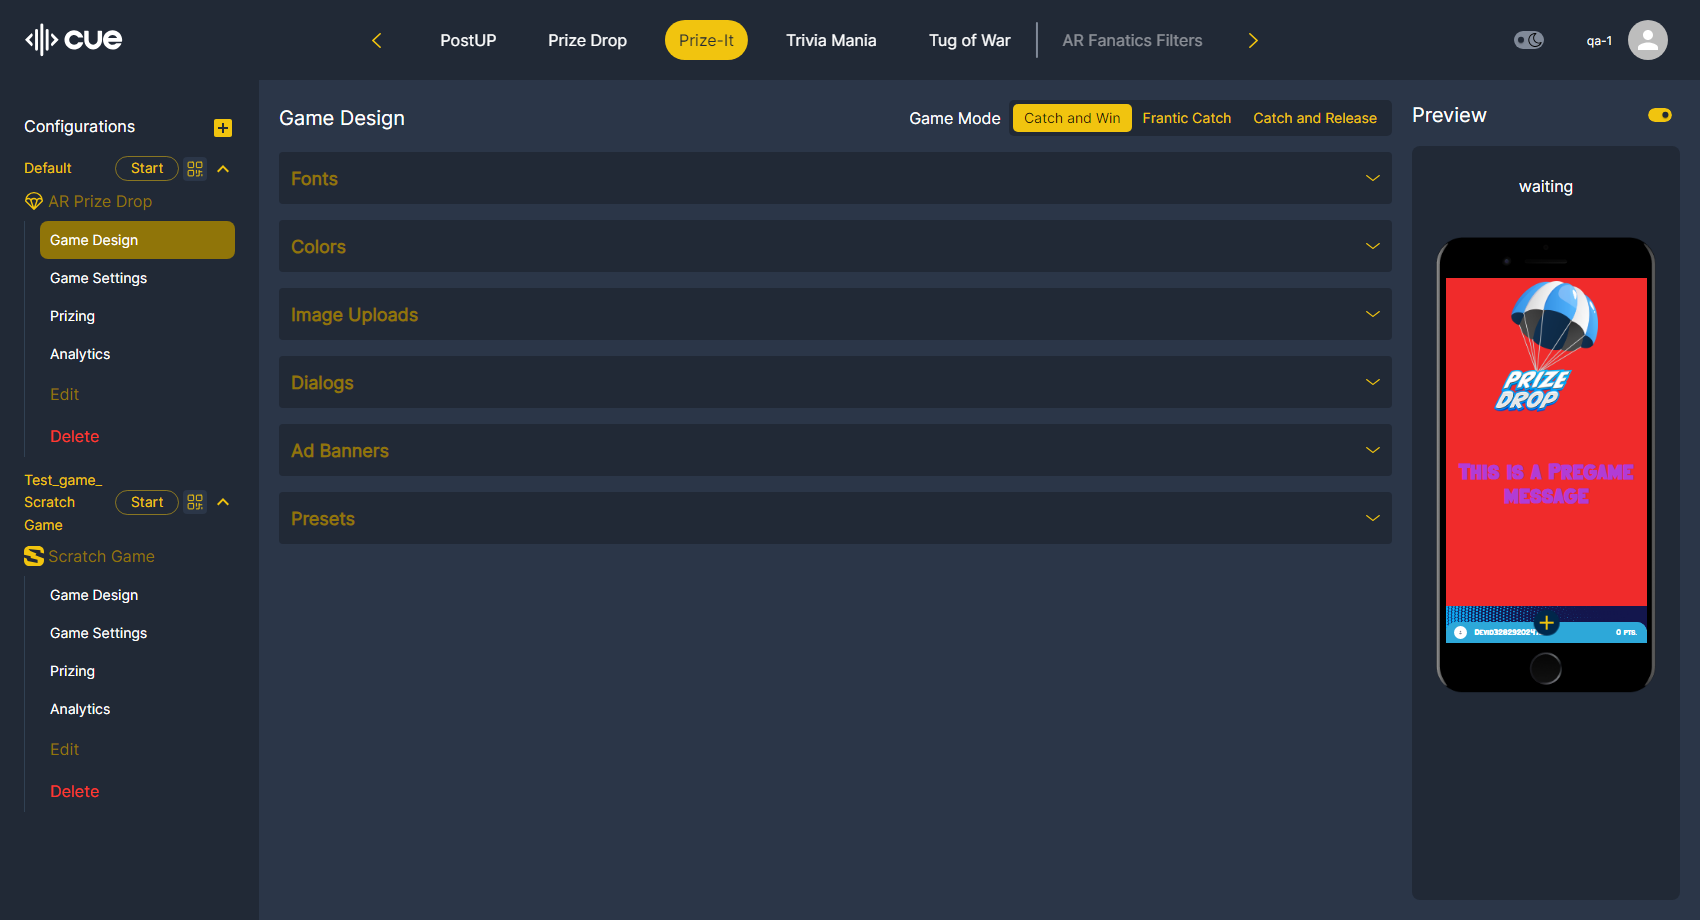 cue
PostUP
Prize Drop
Prize-It
Trivia Mania
Tug of War
AR Fanatics Filters
qa-1
Configurations
Default
Start
AR Prize Drop
Game Design
Game Settings
Prizing
Analytics
Edit
Delete
Test_game_
Scratch
Game
Start
Scratch Game
Game Design
Game Settings
Prizing
Analytics
Edit
Delete
Game Design
Game Mode
Catch and Win
Frantic Catch
Catch and Release
Fonts
Colors
Image Uploads
Dialogs
Ad Banners
Presets
Preview
waiting
PRIZE
DROP
This is a Pregame
message
0 pts.